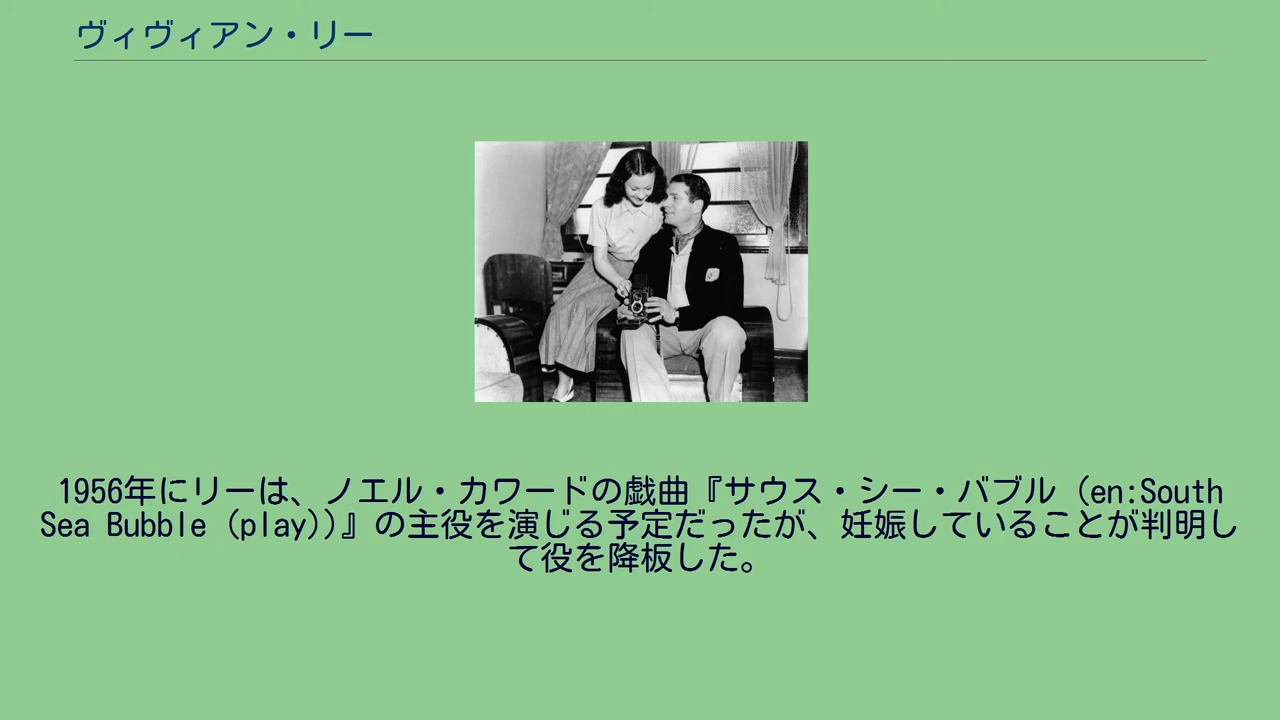 ヴィヴィアン・リー
1956年にリーは、ノエル・カワードの戯曲『サウス・シー・バブル（en:South
Sea Bubble (play))』の主役を演じる予定だったが、妊娠していることが判明し
て役を降板した。